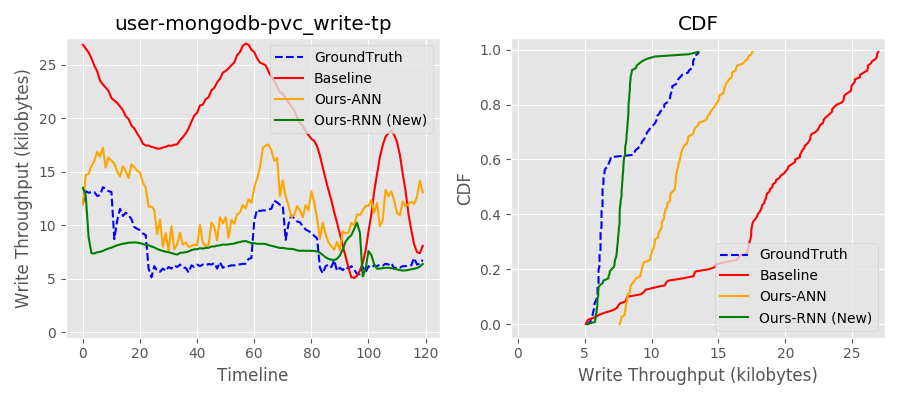 user-mongodb-pvc_write-tp
Write Throughput (kilobytes)
25
20
15
10
5
0
0
20
40
60
80
100
120
Timeline
GroundTruth
Baseline
Ours-ANN
Ours-RNN (New)
CDF
CDF
1.0
0.8
0.6
0.4
0.2
0.0
0
5
10
15
20
25
Write Throughput (kilobytes)
GroundTruth
Baseline
Ours-ANN
Ours-RNN (New)